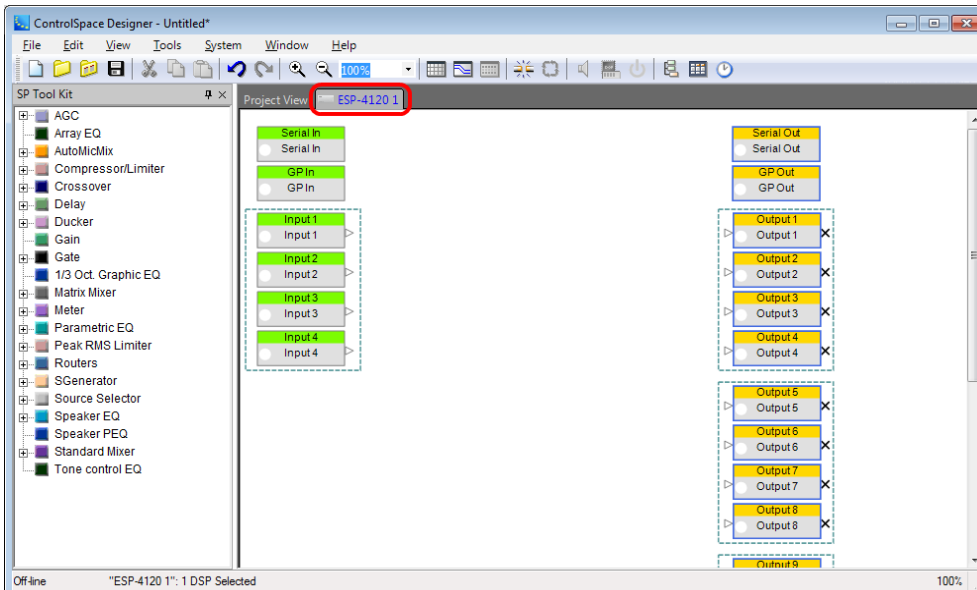 ControlSpace Designer - Untitled*
File Edit View Tools System Window Help
100%
SP Tool Kit
Project View ESP-4120 1
AGC
Array EQ
AutoMicMix
Compressor/Limiter
Crossover
Delay
Ducker
Gain
Gate
1/3 Oct. Graphic EQ
Matrix Mixer
Meter
Parametric EQ
Peak RMS Limiter
Routers
SGenerator
Source Selector
Speaker EQ
Speaker PEQ
Standard Mixer
Tone control EQ
Serial In
Serial In
GP In
GP In
Input 1
Input 1
Input 2
Input 2
Input 3
Input 3
Input 4
Input 4
Serial Out
Serial Out
GP Out
GP Out
Output 1
Output 1
Output 2
Output 2
Output 3
Output 3
Output 4
Output 4
Output 5
Output 5
Output 6
Output 6
Output 7
Output 7
Output 8
Output 8
Output 9
Off-line "ESP-4120 1": 1 DSP Selected 100%